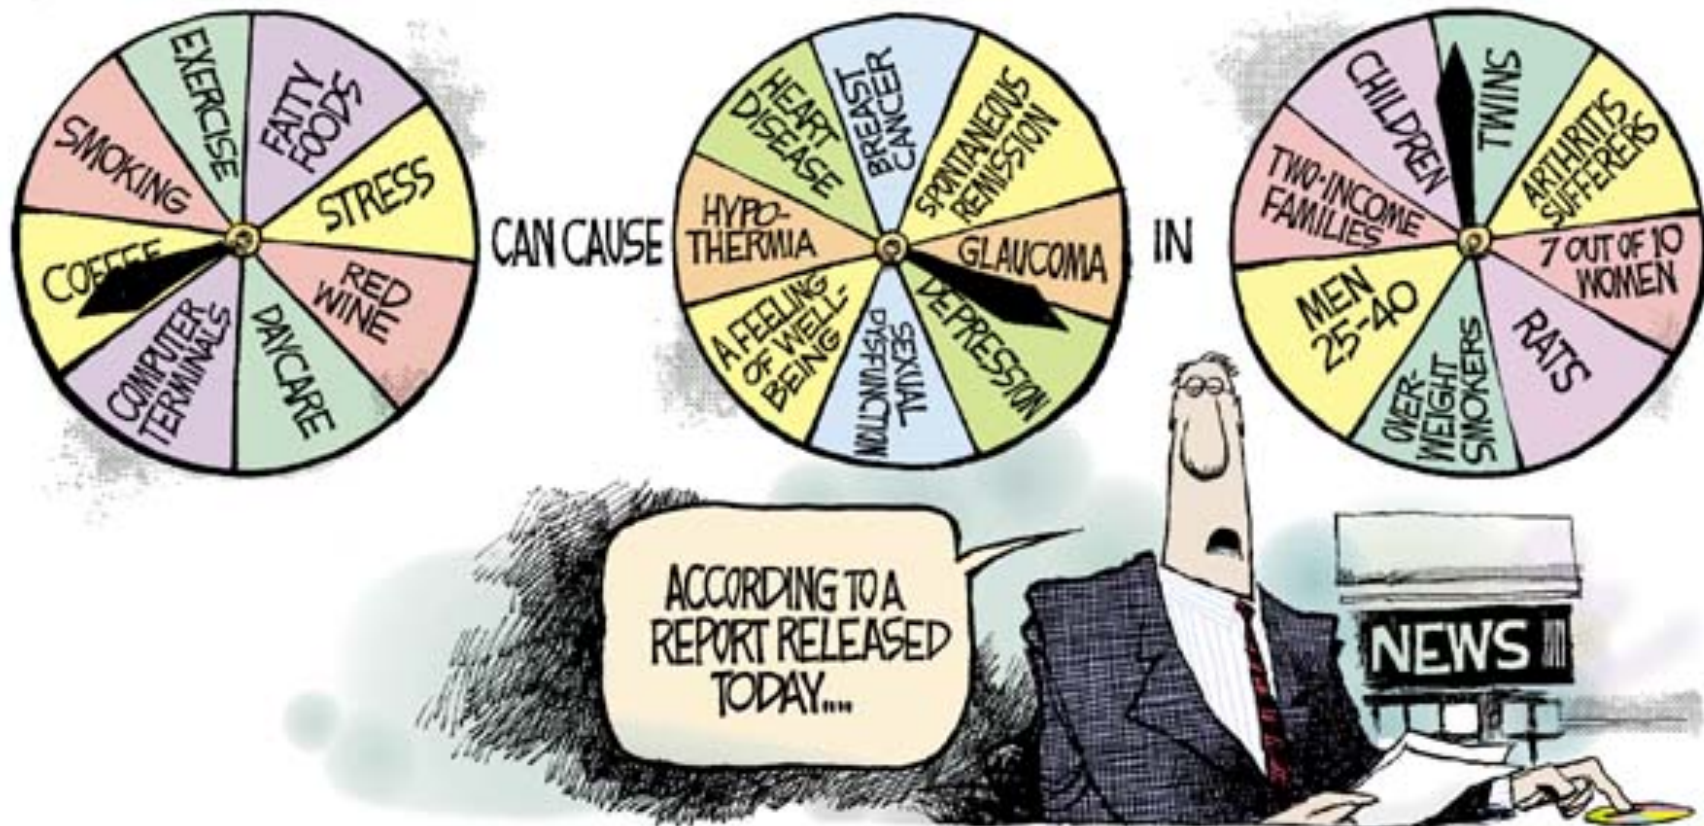 EXERCISE
FATTY
FOODS
STRESS
RED
WINE
DAYCARE
COMPUTER
TERMINALS
COFFEE
SMOKING
CAN CAUSE
BREAST
CANCER
SPONTANEOUS
REMISSION
GLAUCOMA
DEPRESSION
SEXUAL
DYSFUNCTION
A FEELING
OF WELL-
BEING
HYPO-
THERMIA
HEART
DISEASE
IN
TWINS
ARTHRITIS
SUFFERERS
7 OUT OF 10
WOMEN
RATS
OVER-
WEIGHT
SMOKERS
MEN
25-40
TWO-INCOME
FAMILIES
CHILDREN
ACCORDING TO A
REPORT RELEASED
TODAY...
NEWS